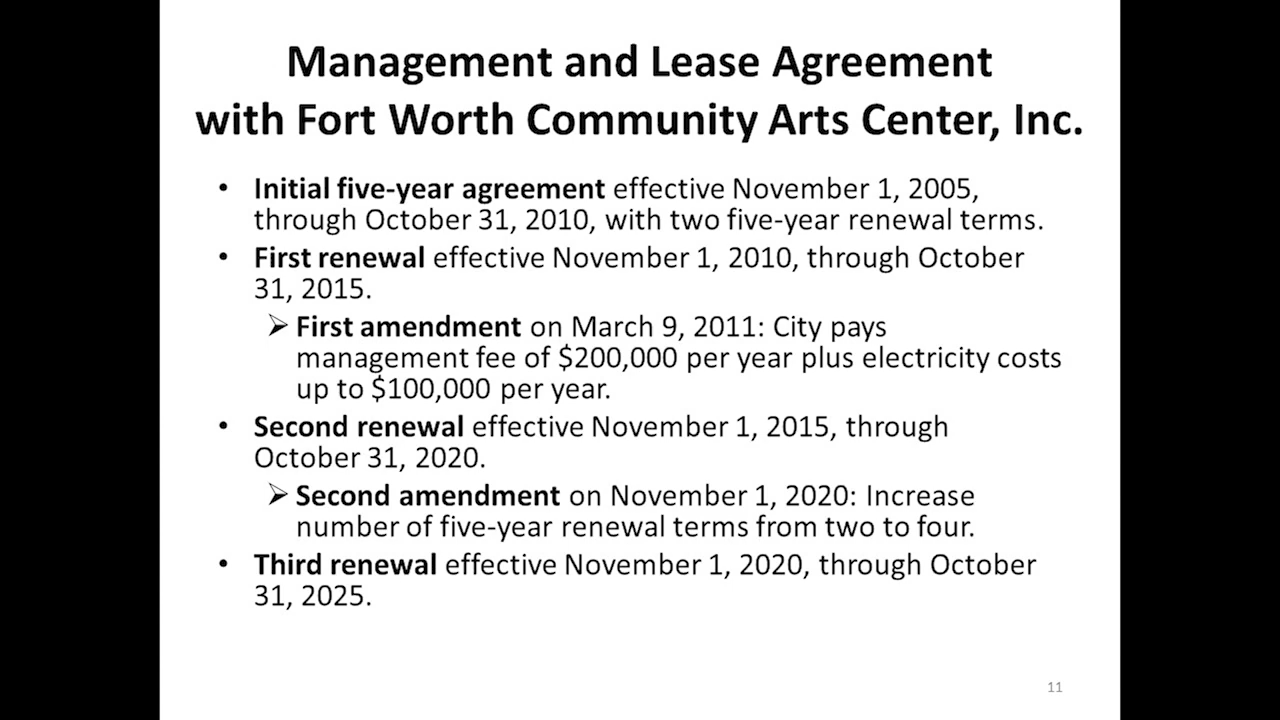 Management and Lease Agreement
with Fort Worth Community Arts Center, Inc.
• Initial five-year agreement effective November 1, 2005,
through October 31, 2010, with two five-year renewal terms.
• First renewal effective November 1, 2010, through October
31, 2015.
➢ First amendment on March 9, 2011: City pays
management fee of $200,000 per year plus electricity costs
up to $100,000 per year.
• Second renewal effective November 1, 2015, through
October 31, 2020.
➢ Second amendment on November 1, 2020: Increase
number of five-year renewal terms from two to four.
• Third renewal effective November 1, 2020, through October
31, 2025.
11